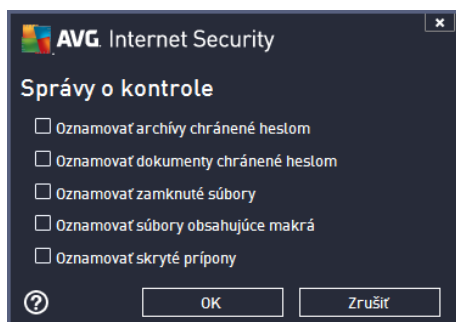 AVG. Internet Security
Správy o kontrole
Oznamovať archívy chránené heslom
Oznamovať dokumenty chránené heslom
Oznamovať zamknuté súbory
Oznamovať súbory obsahujúce makrá
Oznamovať skryté prípony
OK
Zrušiť